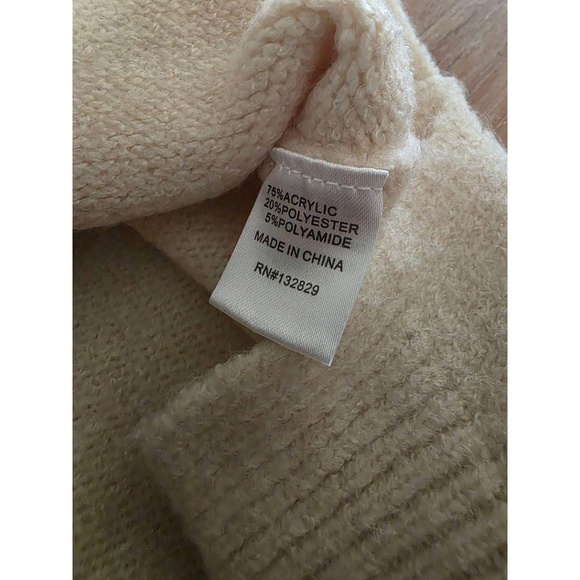 75%ACRYLIC
20%POLYESTER
5%POLYAMIDE
MADE IN CHINA
RN#132829